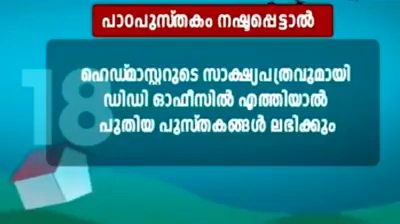 പാഠപുസ്തകം നഷ്ടപ്പെട്ടാൽ
ഹെഡ്മാസ്റ്ററുടെ സാക്ഷ്യപത്രവുമായി
ഡിഡി ഓഫീസിൽ എത്തിയാൽ
പുതിയ പുസ്തകങ്ങൾ ലഭിക്കും
18